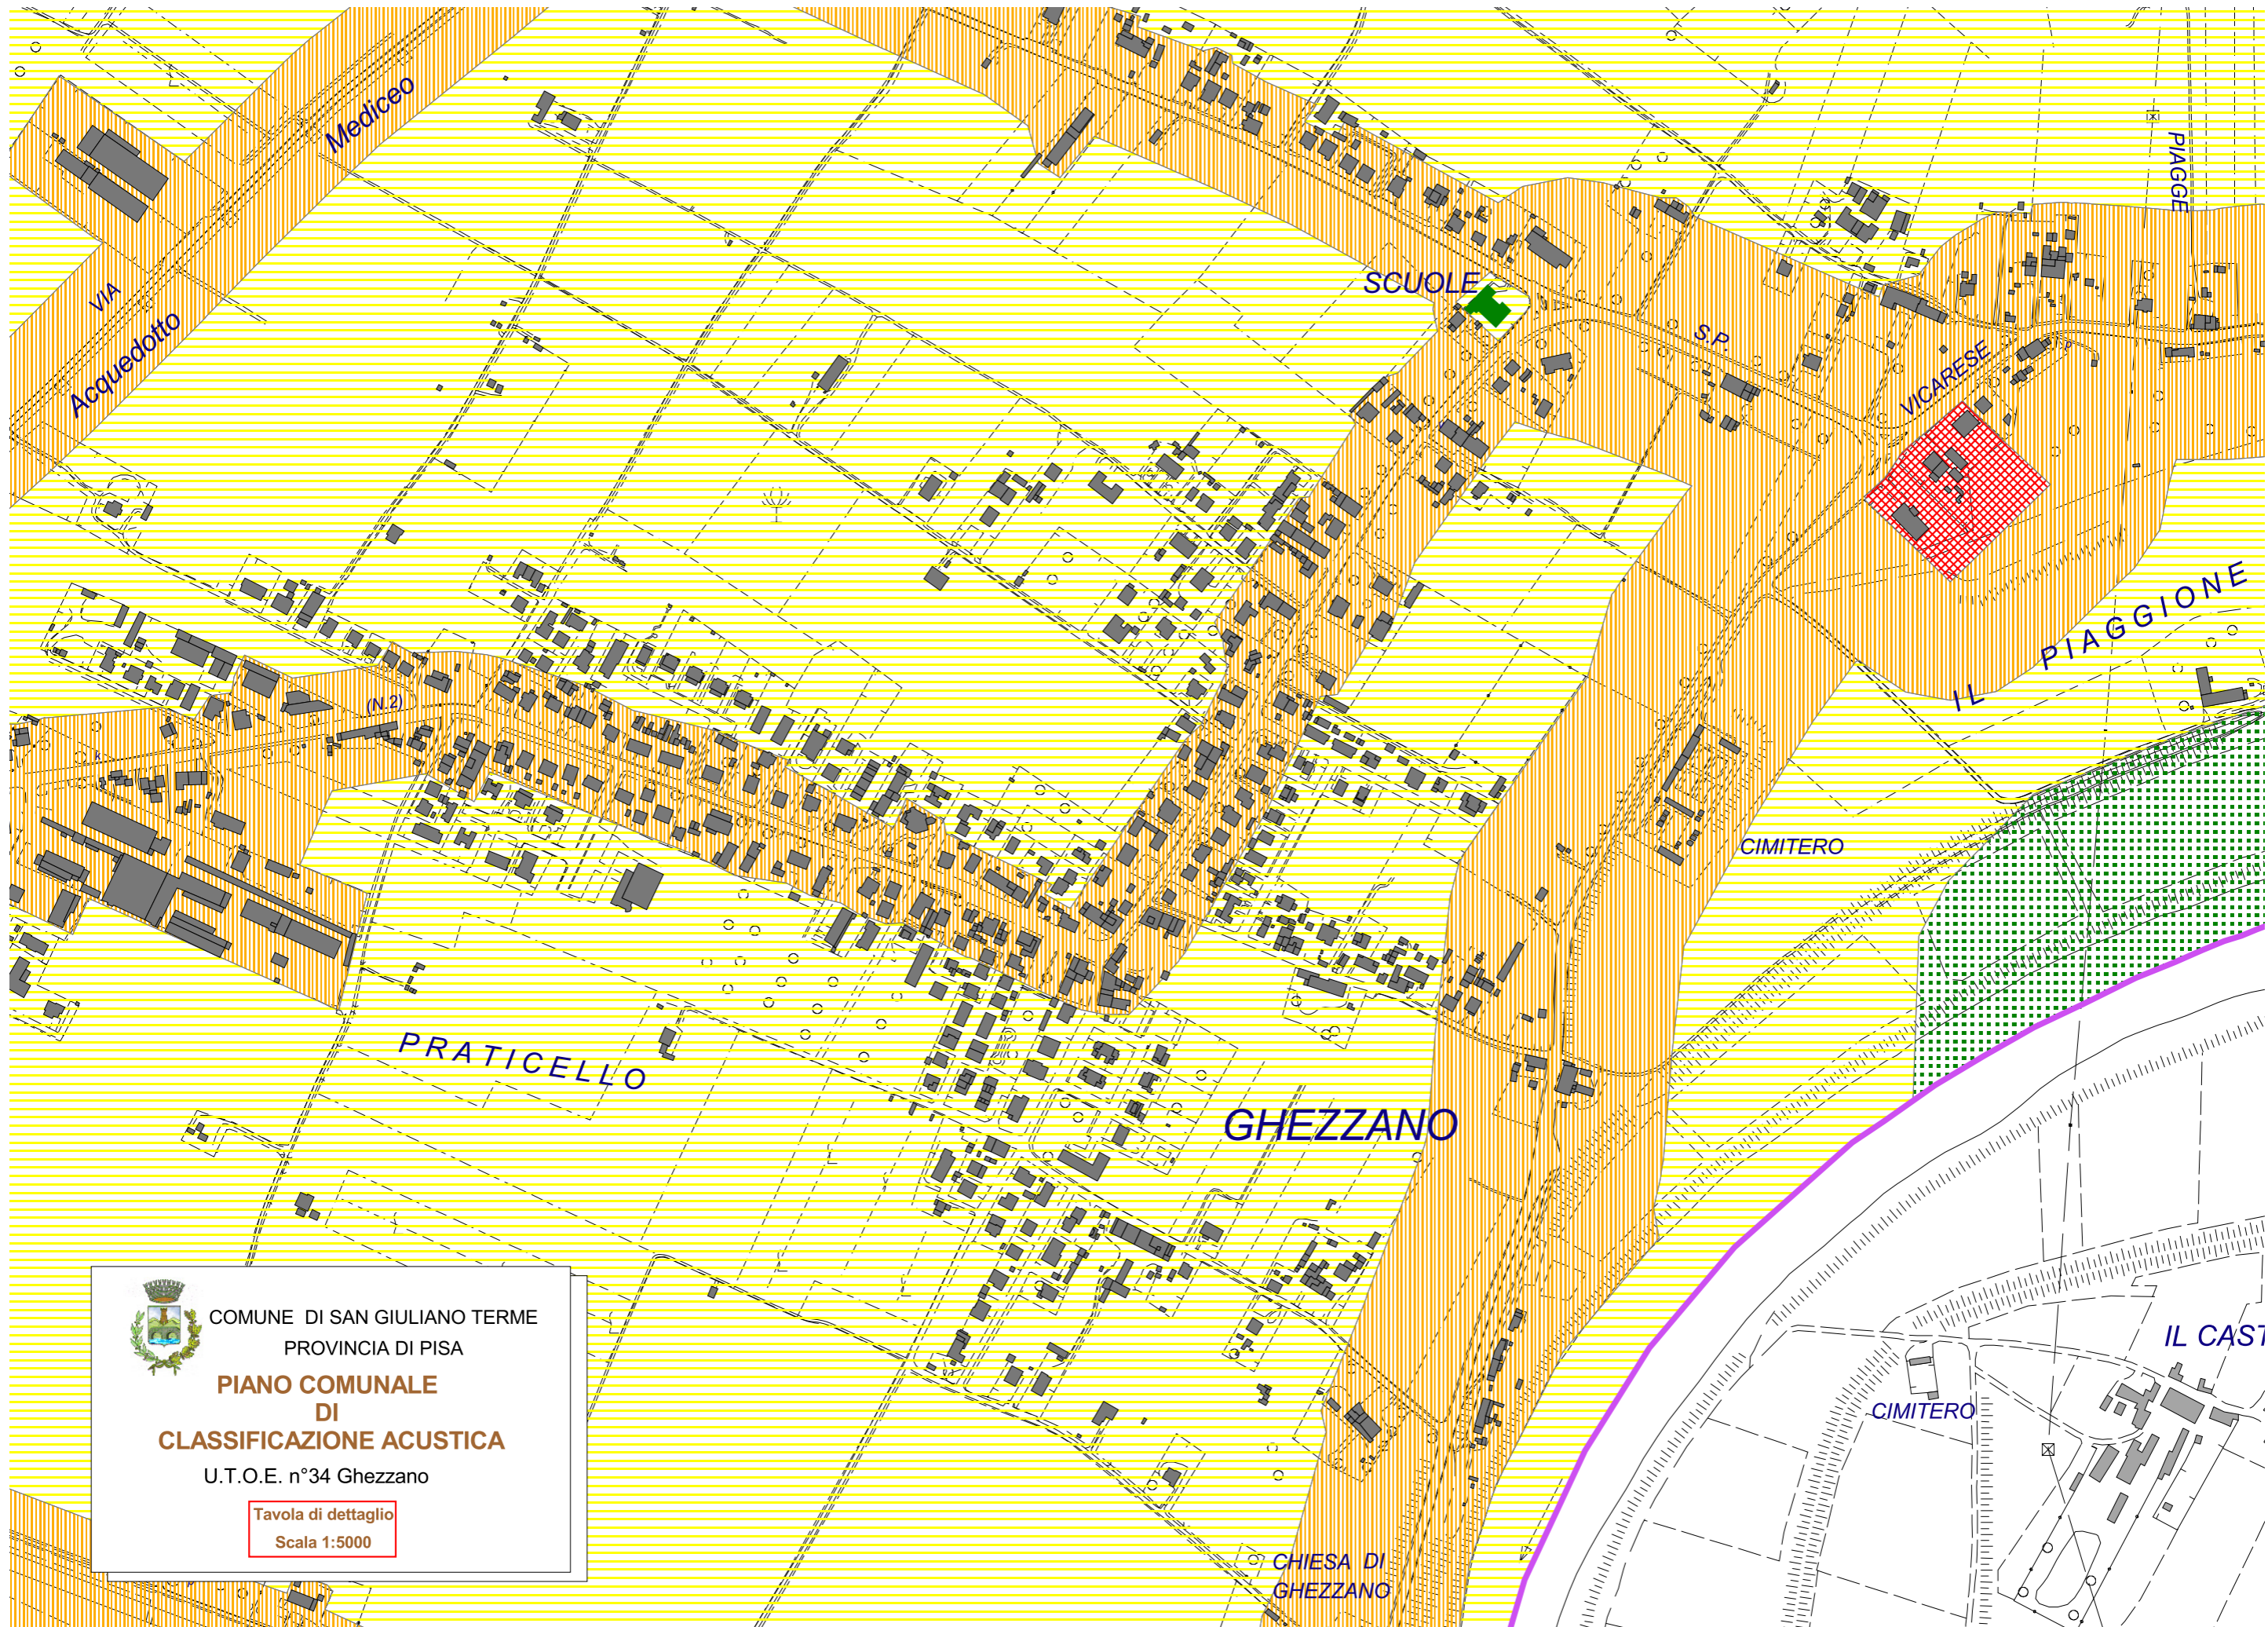 Mediceo
VIA
Acquedotto
PIAGGE
SCUOLE
S.P.
VICARESE
IL PIAGGIONE
(N.2)
CIMITERO
PRATICELLO
GHEZZANO
COMUNE DI SAN GIULIANO TERME
PROVINCIA DI PISA
PIANO COMUNALE
DI
CLASSIFICAZIONE ACUSTICA
U.T.O.E. n°34 Ghezzano
Tavola di dettaglio
Scala 1:5000
IL CAST
CIMITERO
CHIESA DI
GHEZZANO